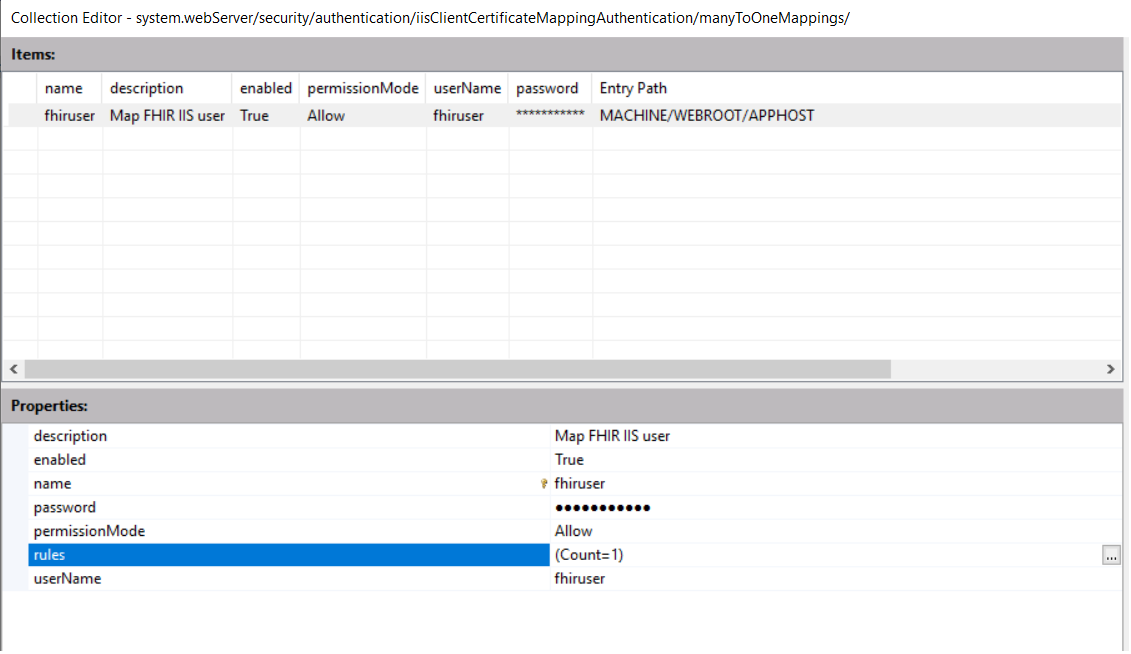 Collection Editor - system.webServer/security/authentication/iisClientCertificateMappingAuthentication/manyToOneMappings/
Items:
name description enabled permissionMode userName password Entry Path
fhiruser Map FHIR IIS user True Allow fhiruser *********** MACHINE/WEBROOT/APPHOST
Properties:
description Map FHIR IIS user
enabled True
name fhiruser
password ●●●●●●●●●●●
permissionMode Allow
rules (Count=1) ...
userName fhiruser